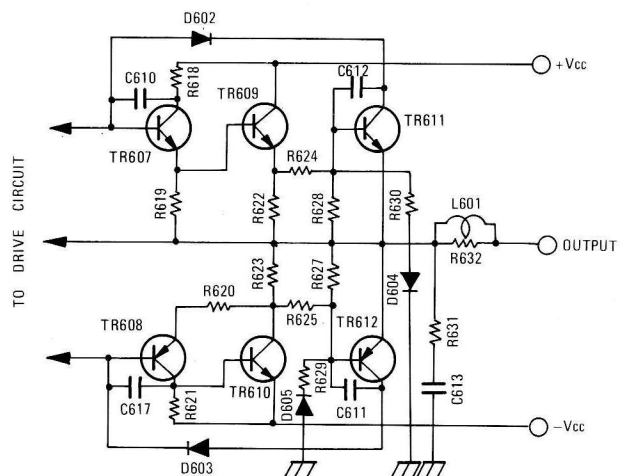 D602
+Vcc
C610
R618
TR609
C612
TR611
TR607
R624
R619
R622
R628
R630
L601
TO DRIVE CIRCUIT
OUTPUT
R632
R623
R627
D604
R620
R625
TR608
TR612
R631
R629
C617
R621
TR610
D605
C611
C613
-Vcc
D603